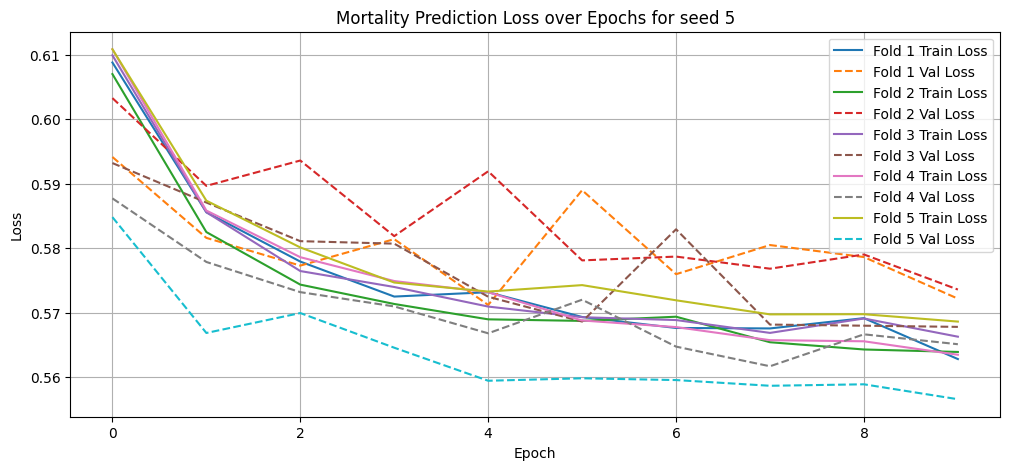 Mortality Prediction Loss over Epochs for seed 5
Loss
0.61
0.60
0.59
0.58
0.57
0.56
Fold 1 Train Loss
Fold 1 Val Loss
Fold 2 Train Loss
Fold 2 Val Loss
Fold 3 Train Loss
Fold 3 Val Loss
Fold 4 Train Loss
Fold 4 Val Loss
Fold 5 Train Loss
Fold 5 Val Loss
0 2 4 6 8
Epoch